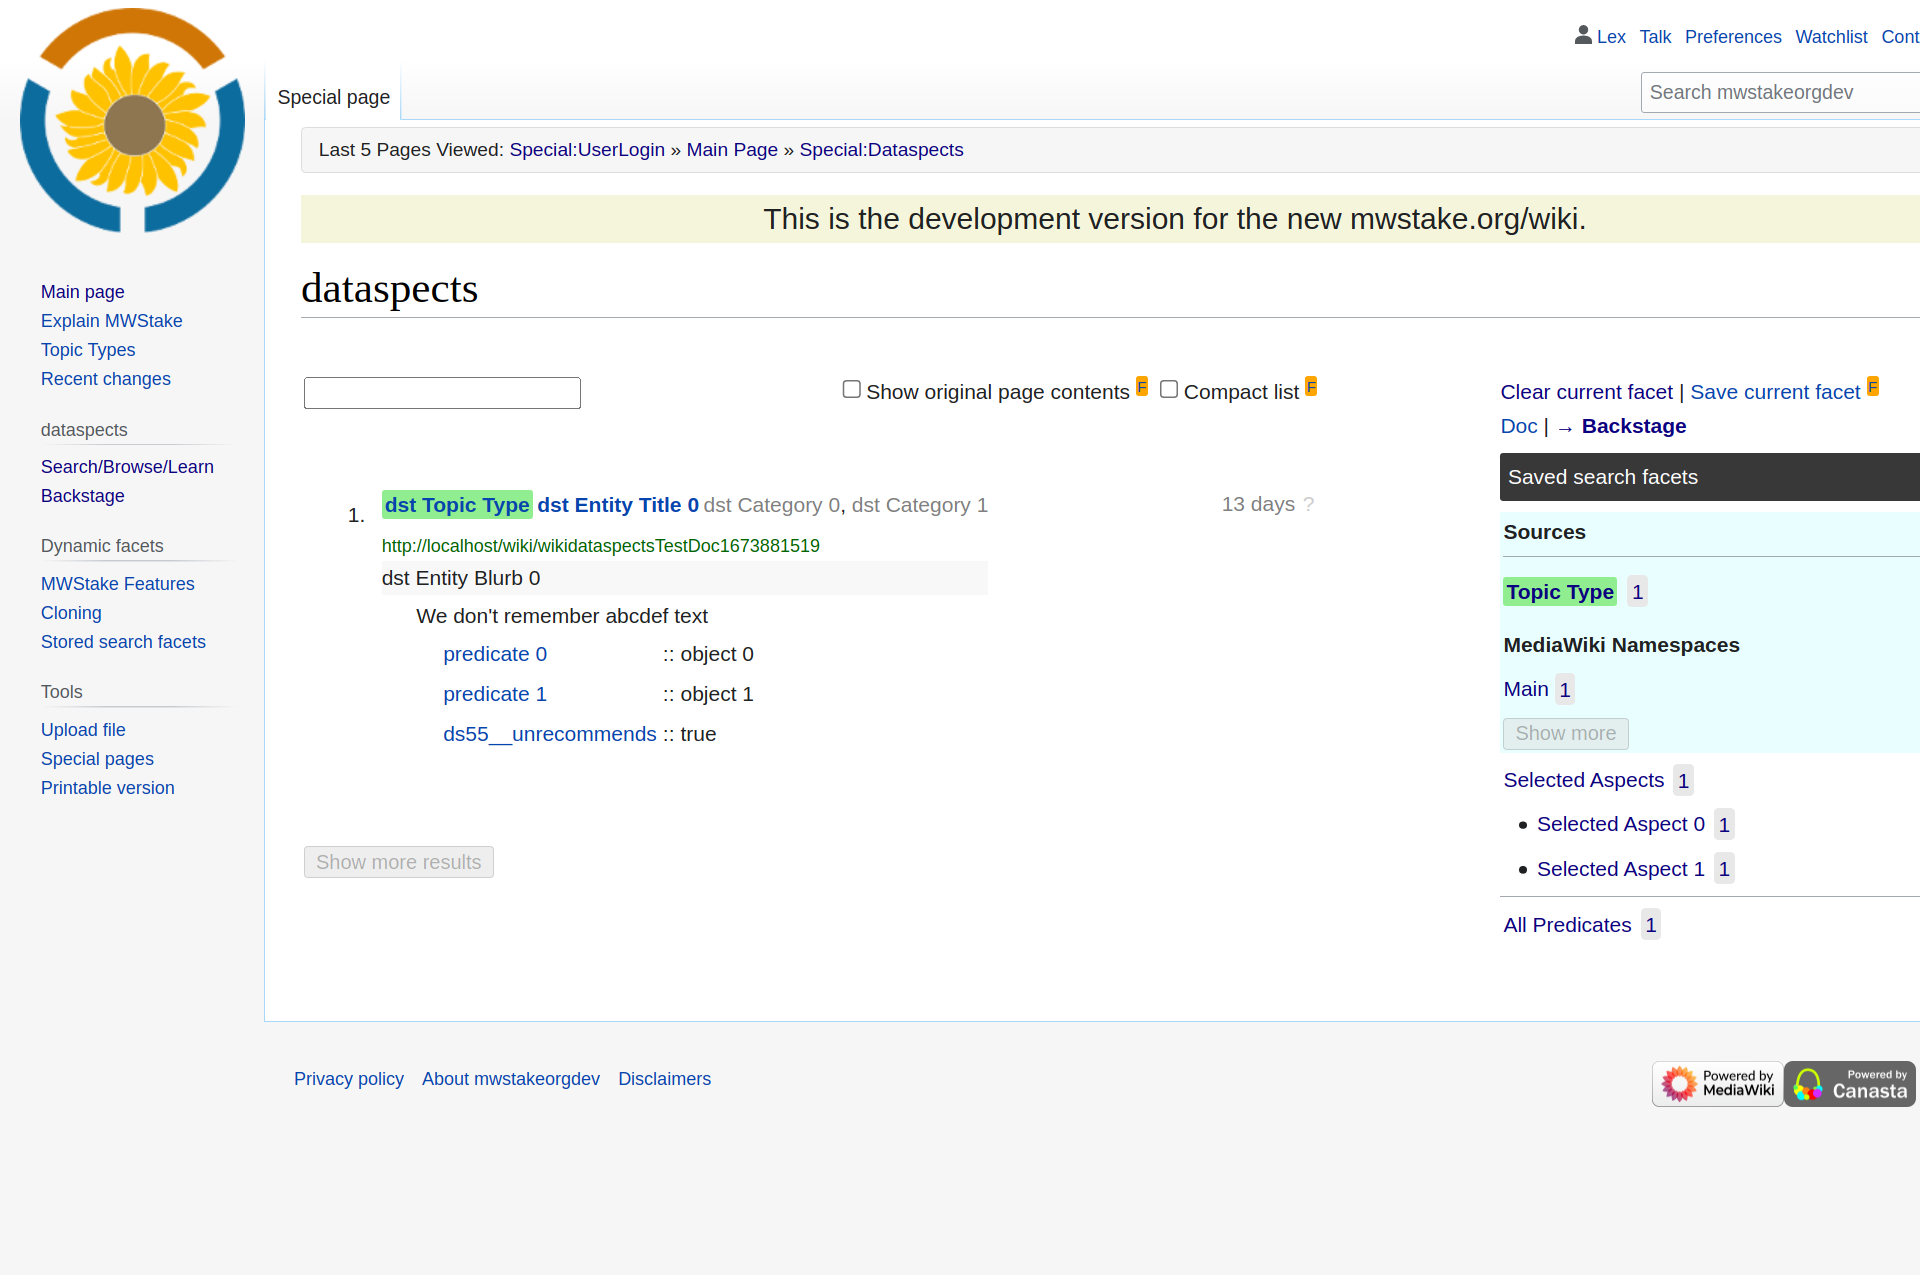 Lex Talk Preferences Watchlist Cont
Special page
Search mwstakeorgdev
Last 5 Pages Viewed: Special:UserLogin » Main Page » Special:Dataspects
This is the development version for the new mwstake.org/wiki.
dataspects
Main page
Explain MWStake
Topic Types
Recent changes
dataspects
Search/Browse/Learn
Backstage
Dynamic facets
MWStake Features
Cloning
Stored search facets
Tools
Upload file
Special pages
Printable version
Show original page contents F Compact list F
1. dst Topic Type dst Entity Title 0 dst Category 0, dst Category 1 13 days ?
http://localhost/wiki/wikidataspectsTestDoc1673881519
dst Entity Blurb 0
We don't remember abcdef text
predicate 0 :: object 0
predicate 1 :: object 1
ds55__unrecommends :: true
Show more results
Clear current facet | Save current facet F
Doc | → Backstage
Saved search facets
Sources
Topic Type 1
MediaWiki Namespaces
Main 1
Show more
Selected Aspects 1
• Selected Aspect 0 1
• Selected Aspect 1 1
All Predicates 1
Privacy policy About mwstakeorgdev Disclaimers
Powered by
MediaWiki
Powered by
Canasta